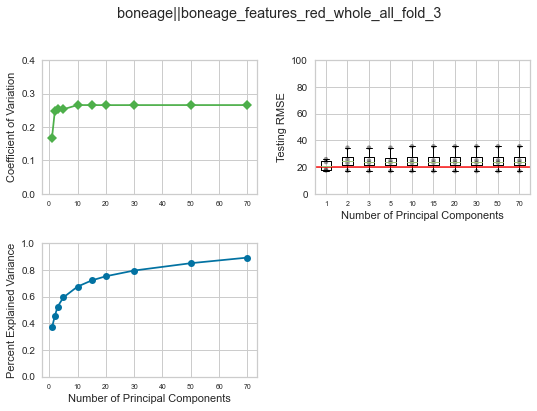 boneage||boneage_features_red_whole_all_fold_3
Coefficient of Variation
0.4
0.3
0.2
0.1
0.0
0 10 20 30 40 50 60 70
Testing RMSE
100
80
60
40
20
0
1 2 3 5 10 15 20 30 50 70
Number of Principal Components
Percent Explained Variance
1.0
0.8
0.6
0.4
0.2
0.0
0 10 20 30 40 50 60 70
Number of Principal Components